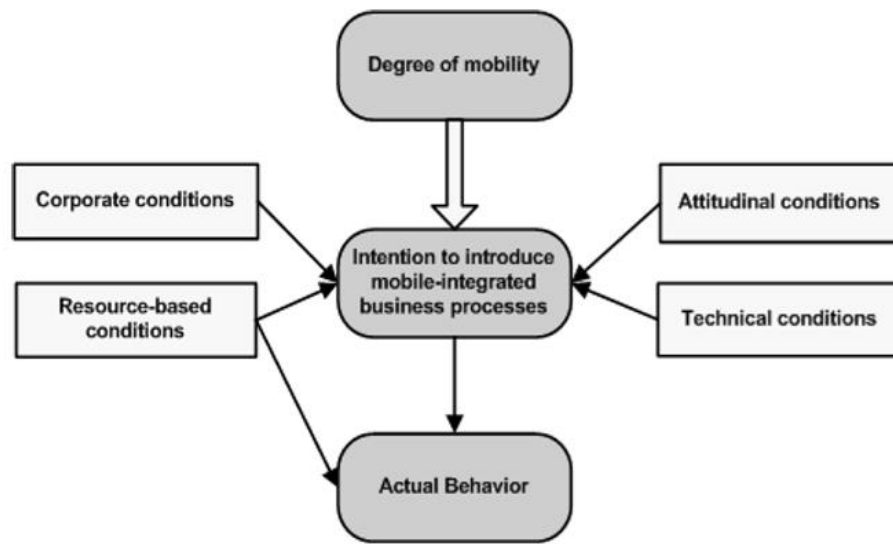 Degree of mobility
Corporate conditions
Attitudinal conditions
Intention to introduce
mobile-integrated
business processes
Resource-based
conditions
Technical conditions
Actual Behavior